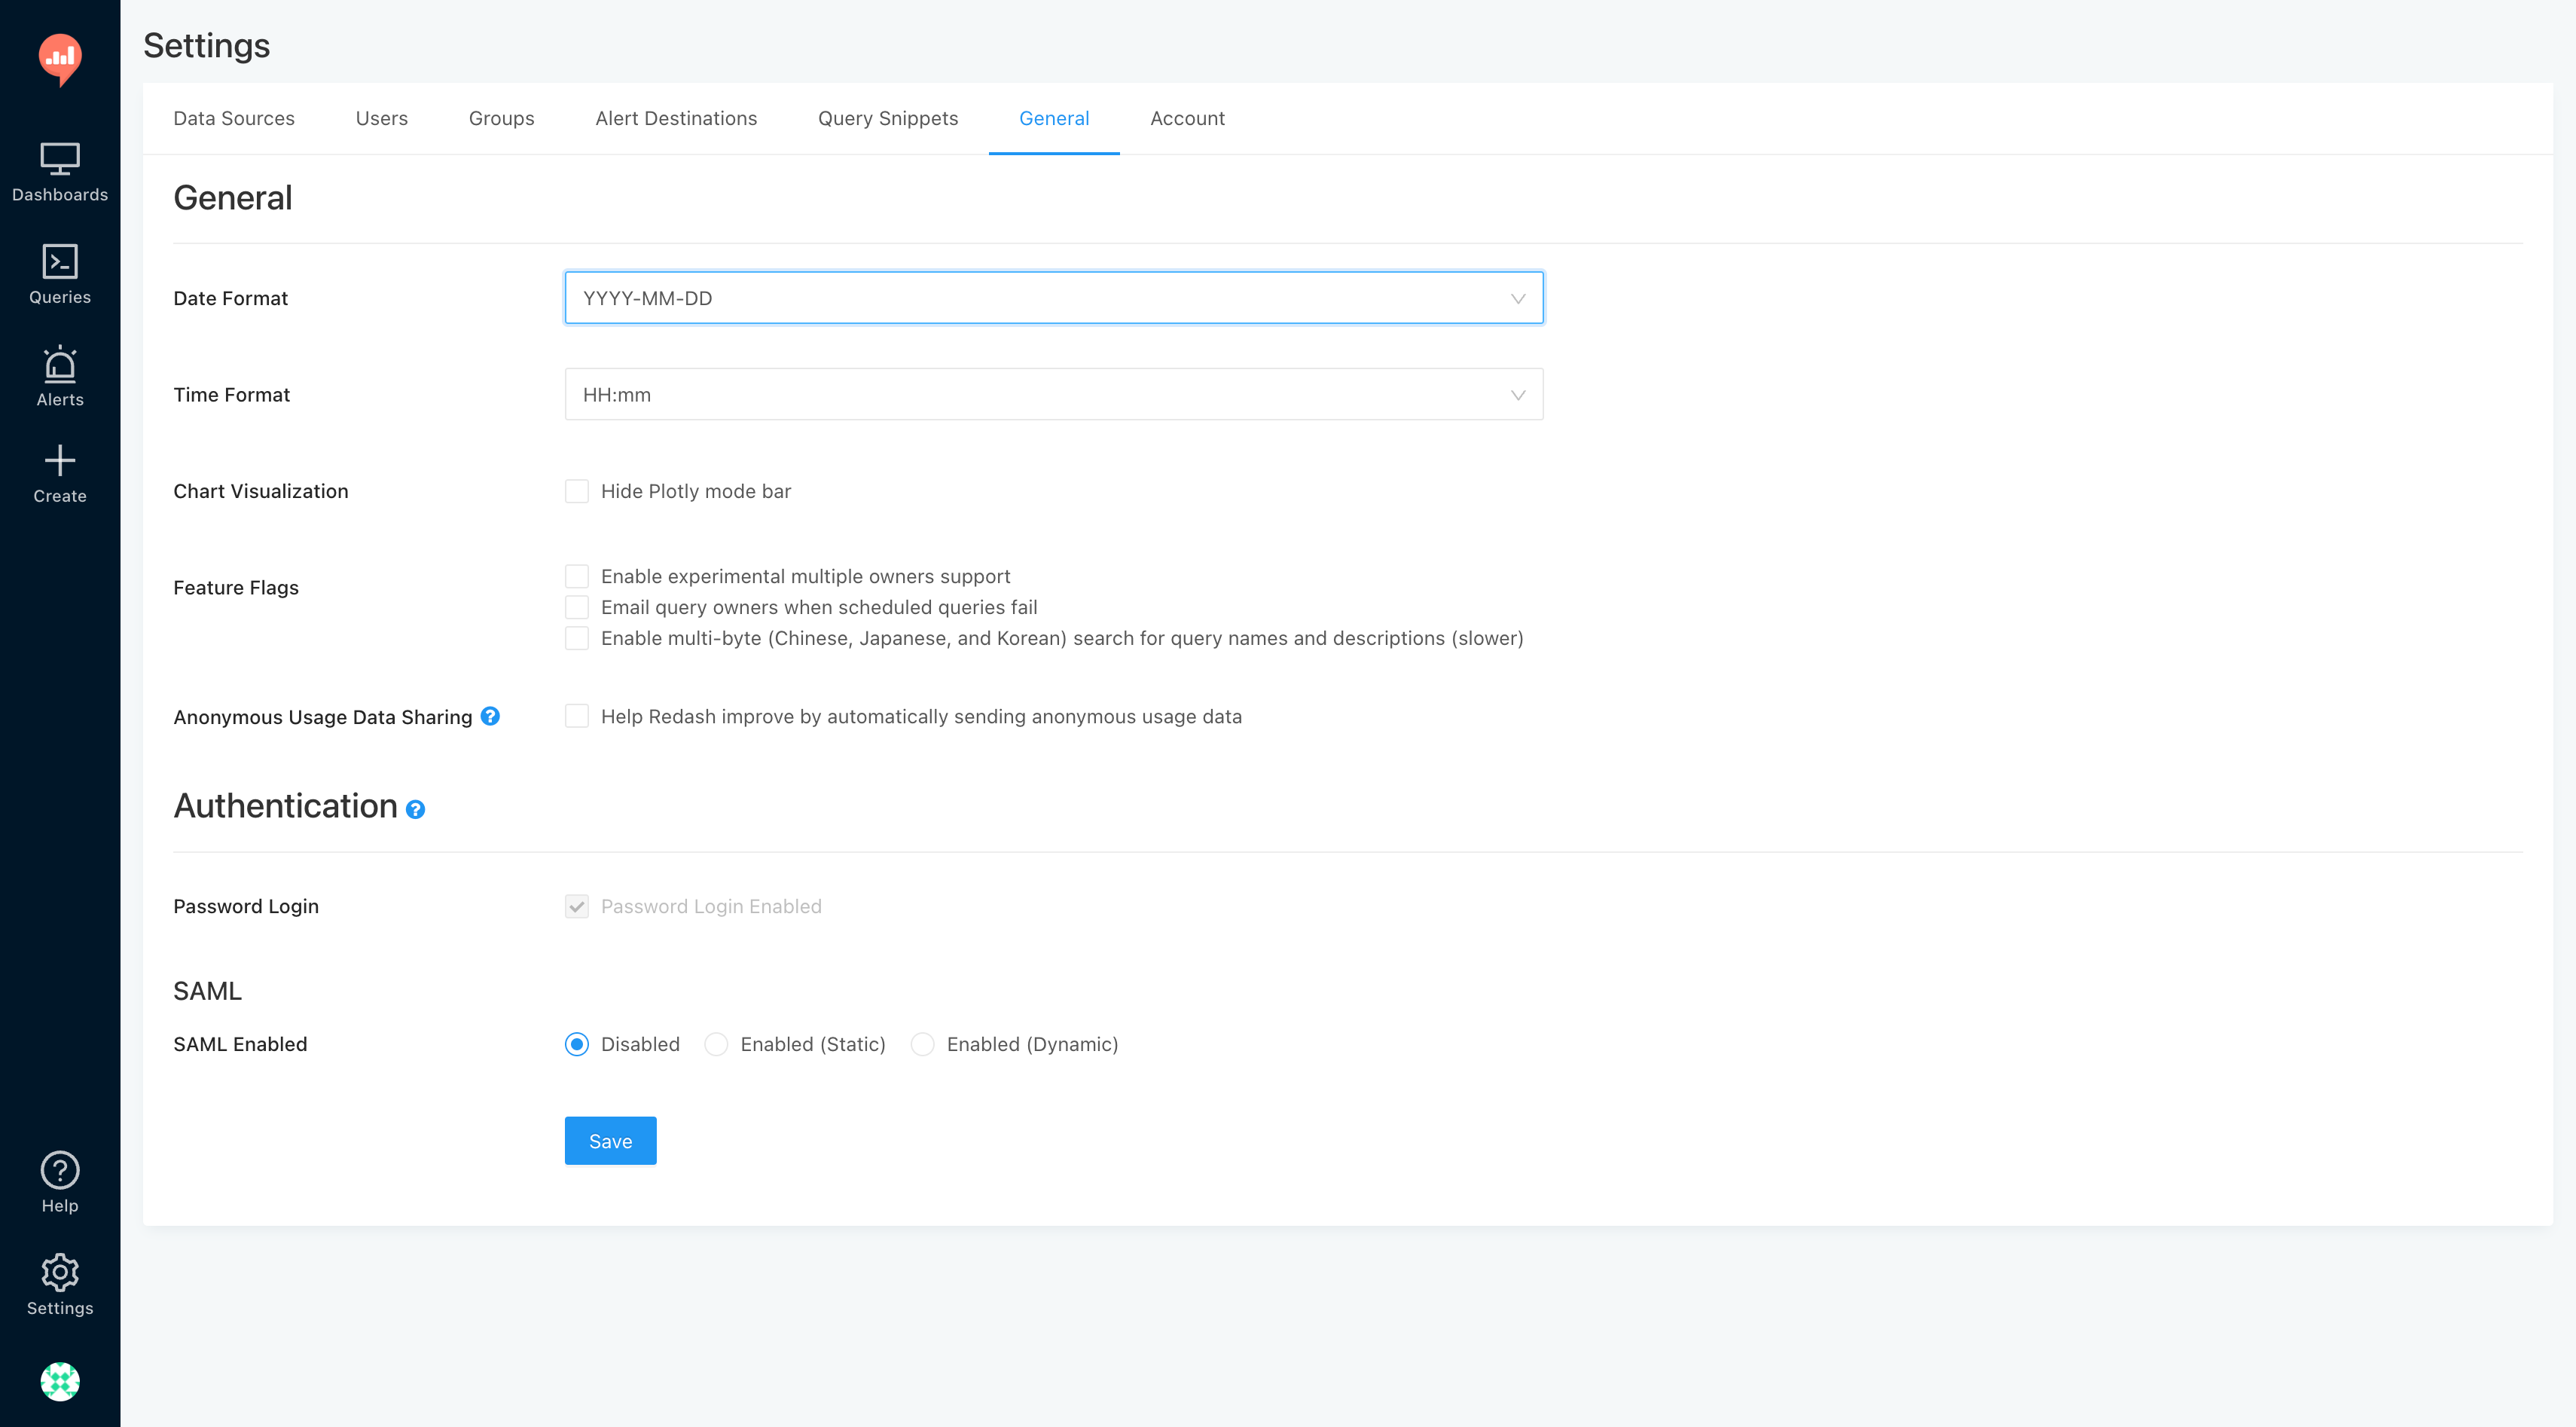 Settings
Dashboards
Queries
Alerts
Create
Help
Settings
Data Sources Users Groups Alert Destinations Query Snippets General Account
General
Date Format YYYY-MM-DD
Time Format HH:mm
Chart Visualization Hide Plotly mode bar
Feature Flags
Enable experimental multiple owners support
Email query owners when scheduled queries fail
Enable multi-byte (Chinese, Japanese, and Korean) search for query names and descriptions (slower)
Anonymous Usage Data Sharing ? Help Redash improve by automatically sending anonymous usage data
Authentication ?
Password Login Password Login Enabled
SAML
SAML Enabled Disabled Enabled (Static) Enabled (Dynamic)
Save